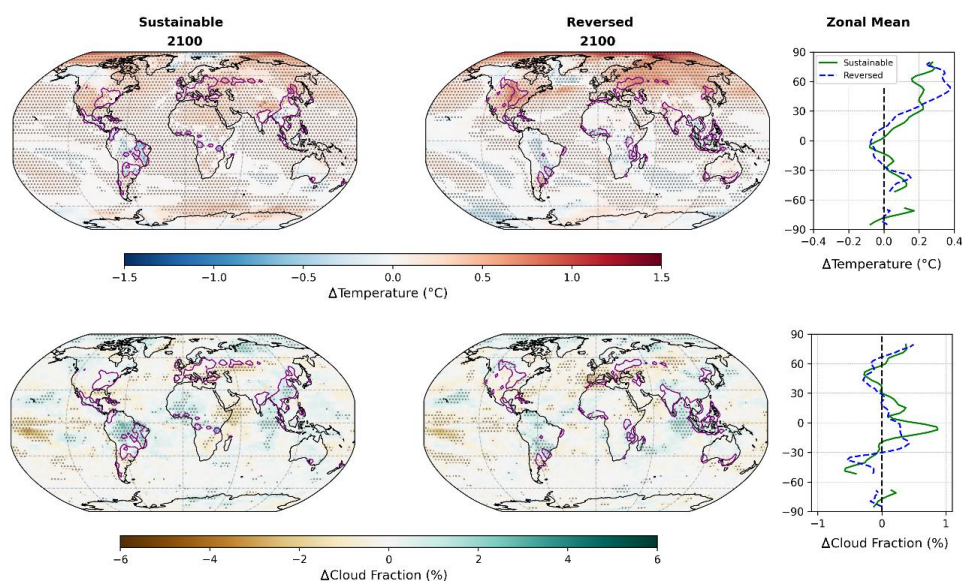 Sustainable
2100
Reversed
2100
Zonal Mean
90
60
30
0
−30
−60
−90
Sustainable
Reversed
−0.4 −0.2 0.0 0.2 0.4
ΔTemperature (°C)
−1.5 −1.0 −0.5 0.0 0.5 1.0 1.5
ΔTemperature (°C)
90
60
30
0
−30
−60
−90
−1 0 1
ΔCloud Fraction (%)
−6 −4 −2 0 2 4 6
ΔCloud Fraction (%)